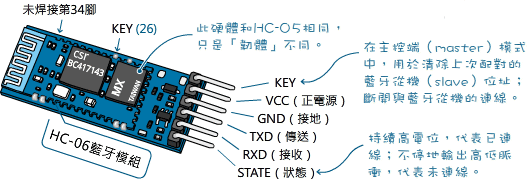 未焊接第34腳
KEY (26)
此硬體和HC-05相同，
只是「韌體」不同。
CSR
BC417143
MX
TAIWAN
在主控端（master）模式
中，用於清除上次配對的
藍牙從機（slave）位址；
斷開與藍牙從機的連線。
KEY
VCC（正電源）
GND（接地）
TXD（傳送）
RXD（接收）
STATE（狀態）
HC-06藍牙模組
持續高電位，代表已連
線；不停地輸出高低脈
衝，代表未連線。